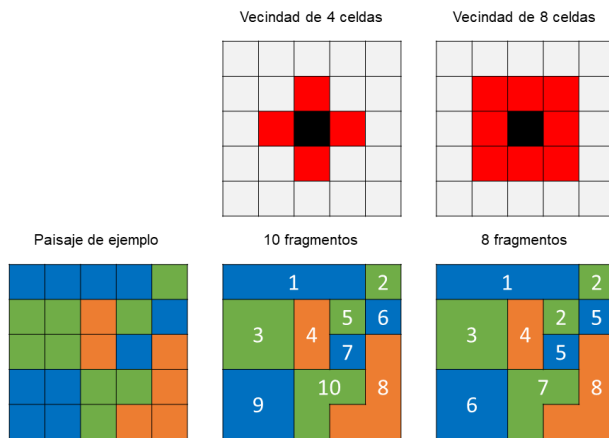 Vecindad de 4 celdas
Vecindad de 8 celdas
Paisaje de ejemplo
10 fragmentos
8 fragmentos
1 2
3 4 5 6
7
9 10 8
1 2
3 4 2 5
5
6 7 8